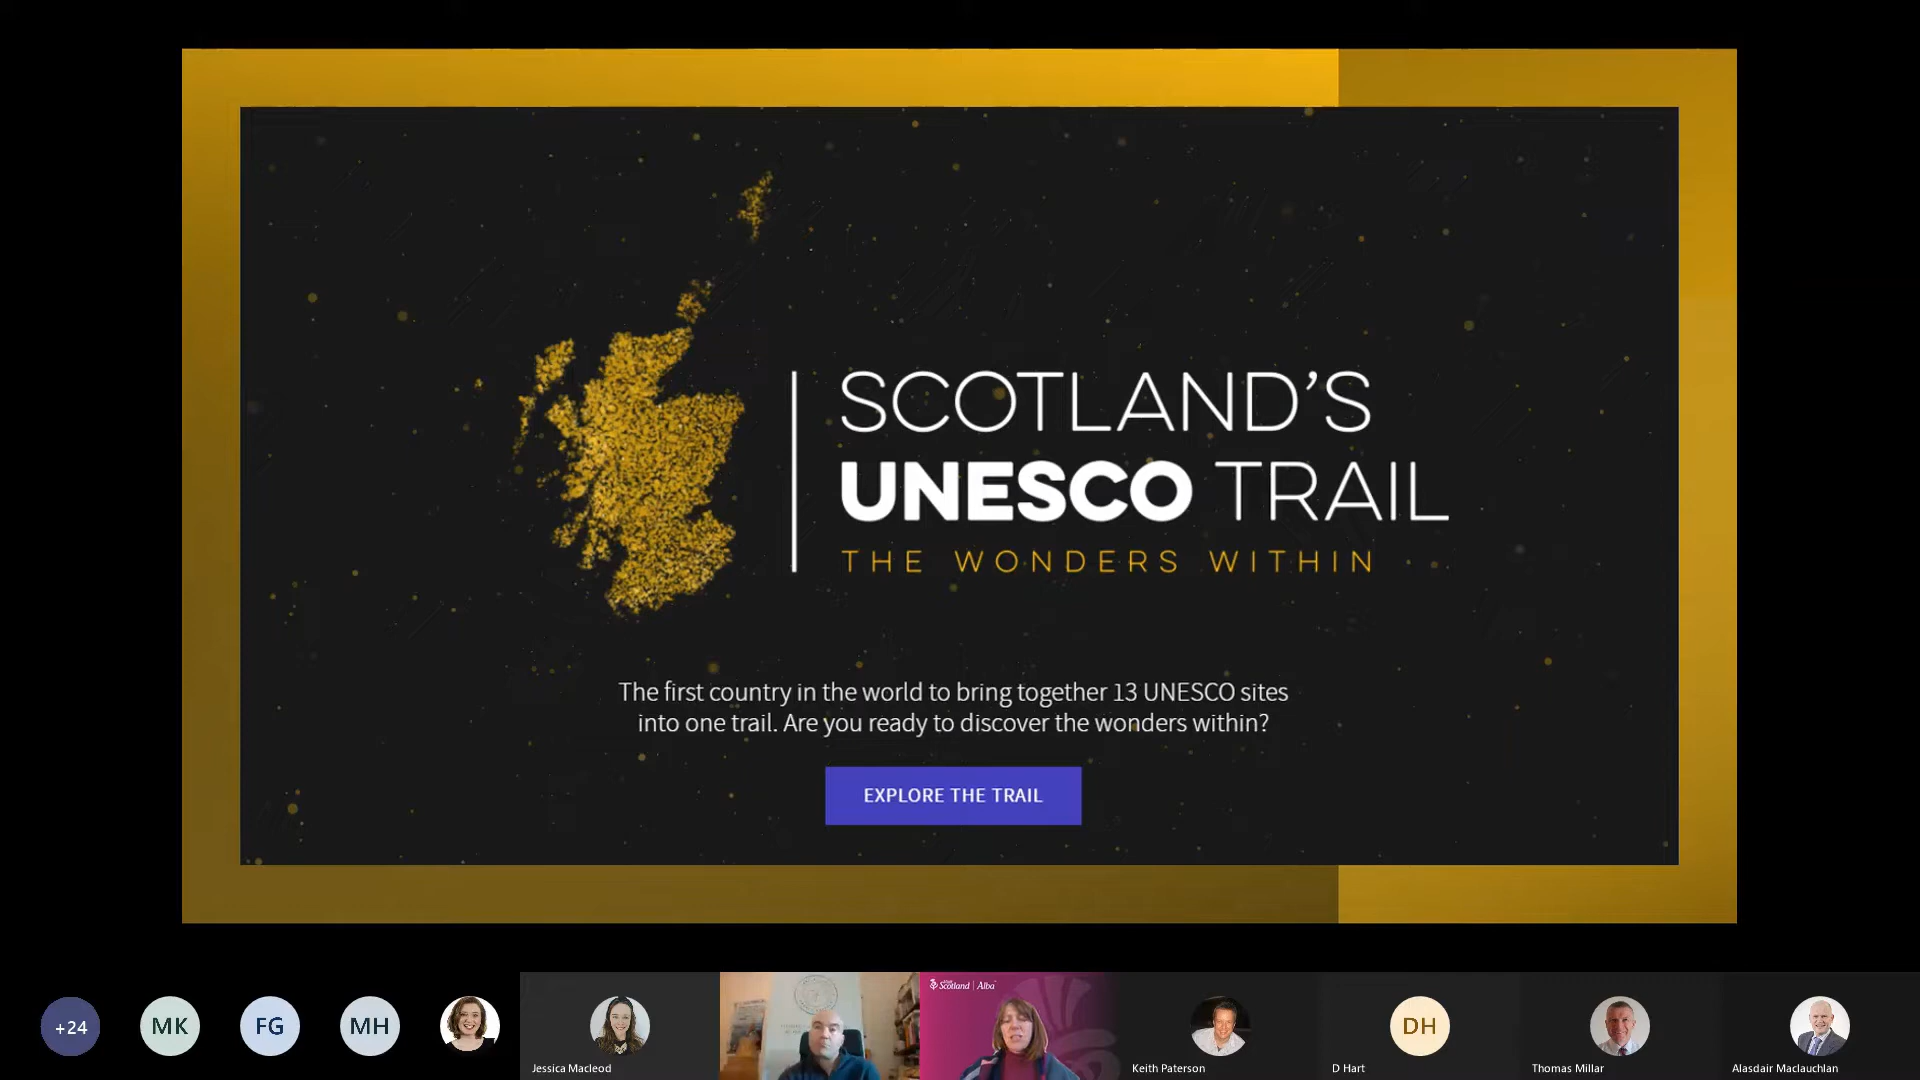 SCOTLAND'S
UNESCO TRAIL
THE WONDERS WITHIN
The first country in the world to bring together 13 UNESCO sites
into one trail. Are you ready to discover the wonders within?
EXPLORE THE TRAIL
Scotland | Alba
+24
MK
FG
MH
DH
Jessica Macleod
Keith Paterson
D Hart
Thomas Millar
Alasdair Maclauchlan